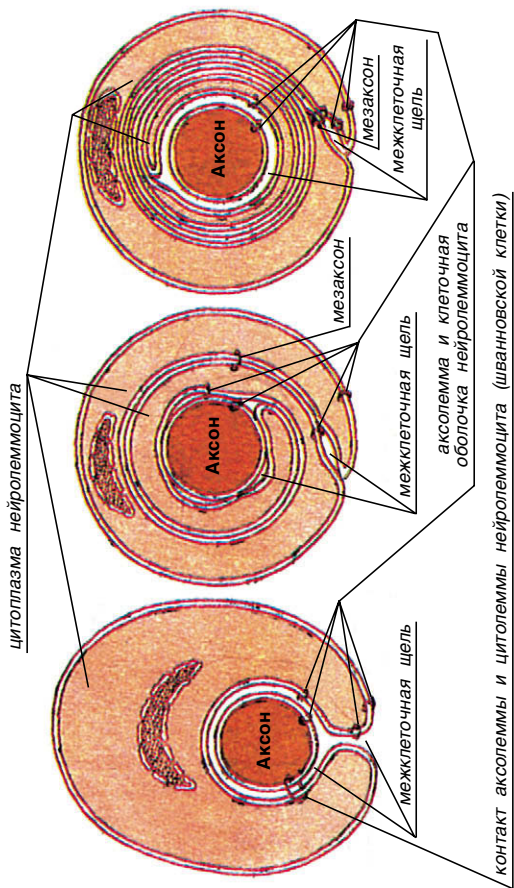 цитоплазма нейролеммоцита
Аксон
Аксон
Аксон
межклеточная щель
межклеточная щель
мезаксон
мезаксон
межклеточная
щель
аксолемма и клеточная
оболочка нейролеммоцита
контакт аксолеммы и цитолеммы нейролеммоцита (шванновской клетки)